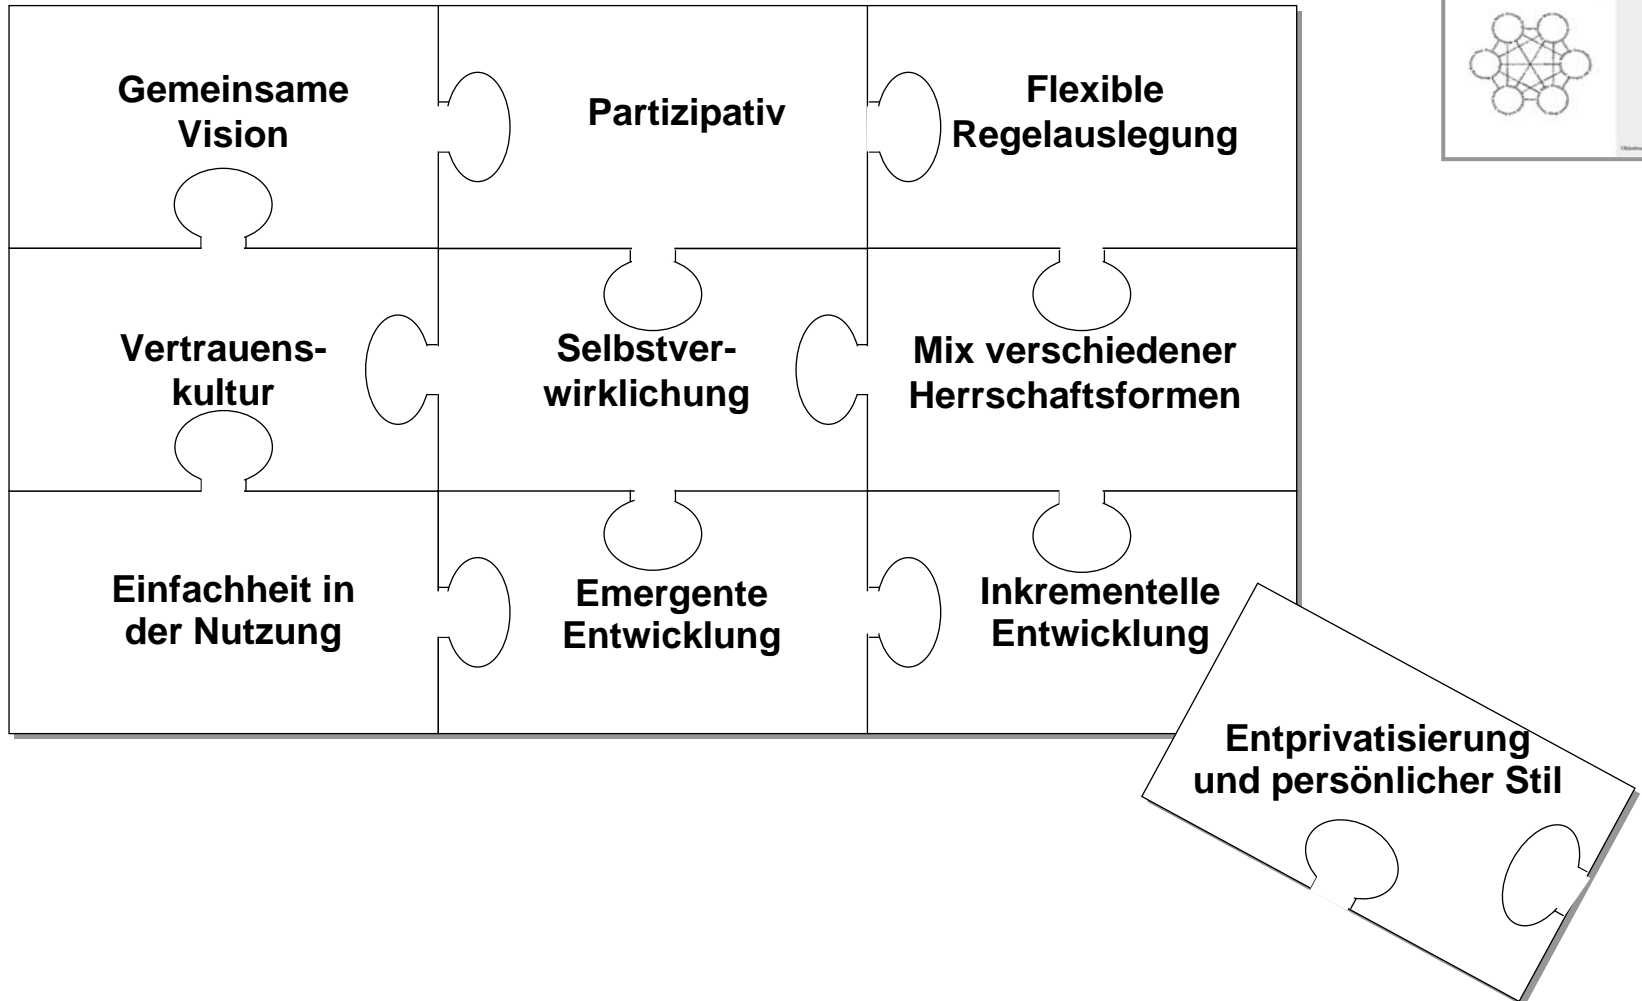 Gemeinsame
Vision
Partizipativ
Flexible
Regelauslegung
Vertrauens-
kultur
Selbstver-
wirklichung
Mix verschiedener
Herrschaftsformen
Einfachheit in
der Nutzung
Emergente
Entwicklung
Inkrementelle
Entwicklung
Entprivatisierung
und persönlicher Stil